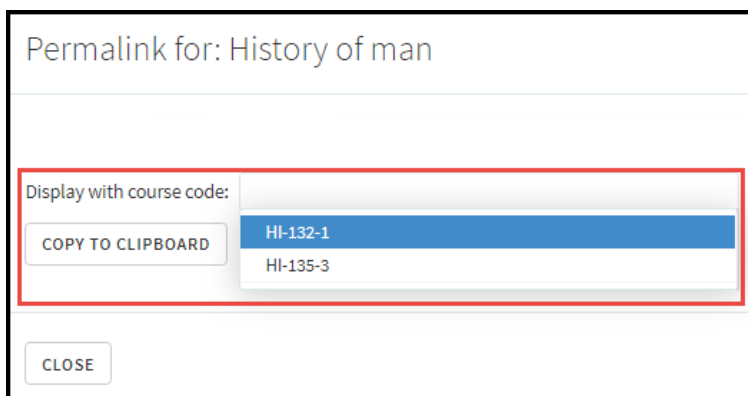 Permalink for: History of man
Display with course code:
COPY TO CLIPBOARD
HI-132-1
HI-135-3
CLOSE